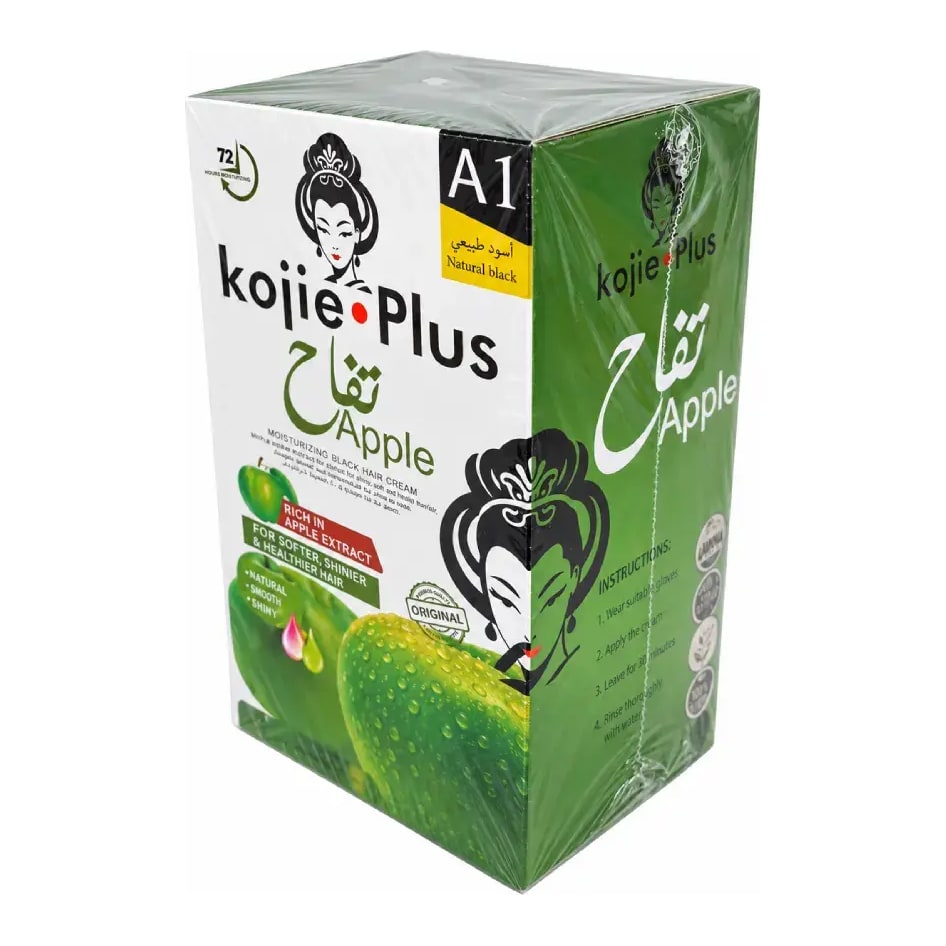 72
HOURS MOISTURIZING
A1
أسود طبيعي
Natural black
kojie Plus
تفاح
Apple
MOISTURIZING BLACK HAIR CREAM
RICH IN
APPLE EXTRACT
FOR SOFTER, SHINIER
& HEALTHIER HAIR
• NATURAL
SMOOTH
• SHINY
ORIGINAL
kojie Plus
تفاح
Apple
INSTRUCTIONS:
1. Wear suitable gloves
2. Apply the cream
3. Leave for 30 minutes
4. Rinse thoroughly
with water